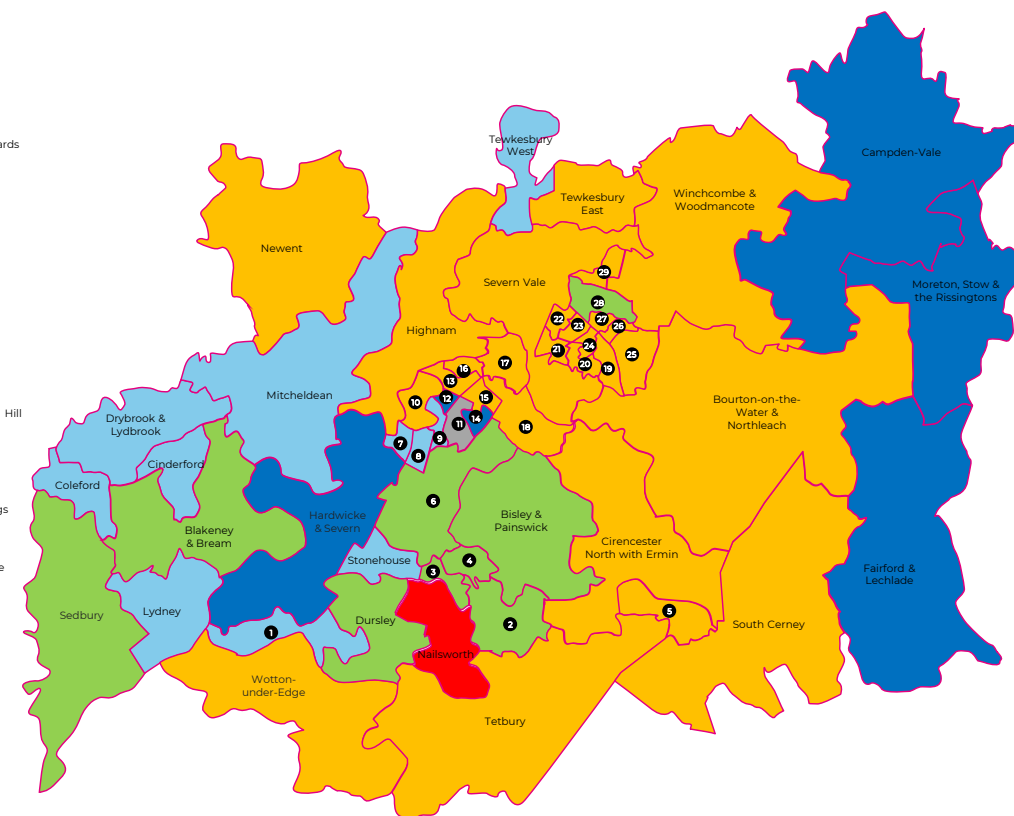 ards
Tewkesbury
West
Campden-Vale
Winchcombe &
Woodmancote
Tewkesbury
East
Newent
29
Severn Vale
Moreton, Stow &
the Rissingtons
28
22
23
27
26
Highnam
21
24
25
17
20
19
16
13
Mitcheldean
10
12
15
Bourton-on-the-
Water &
Northleach
Hill
Drybrook &
Lydbrook
14
11
18
7
9
8
Cinderford
Coleford
6
gs
Hardwicke
& Severn
Bisley &
Painswick
Blakeney
& Bream
Cirencester
North with Ermin
Stonehouse
4
3
e
Fairford &
Lechlade
Lydney
5
Sedbury
Dursley
2
South Cerney
1
Nailsworth
Wotton-
under-Edge
Tetbury